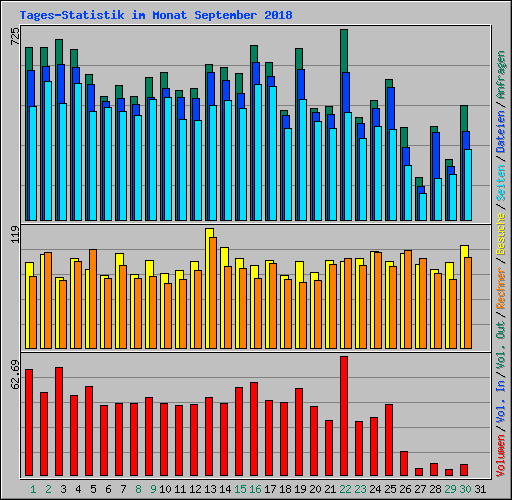 Tages-Statistik im Monat September 2018
725
119
62.69
Volumen / Vol. In / Vol. Out / Rechner / Besuche / Seiten / Dateien / Anfragen
1 2 3 4 5 6 7 8 9 10 11 12 13 14 15 16 17 18 19 20 21 22 23 24 25 26 27 28 29 30 31